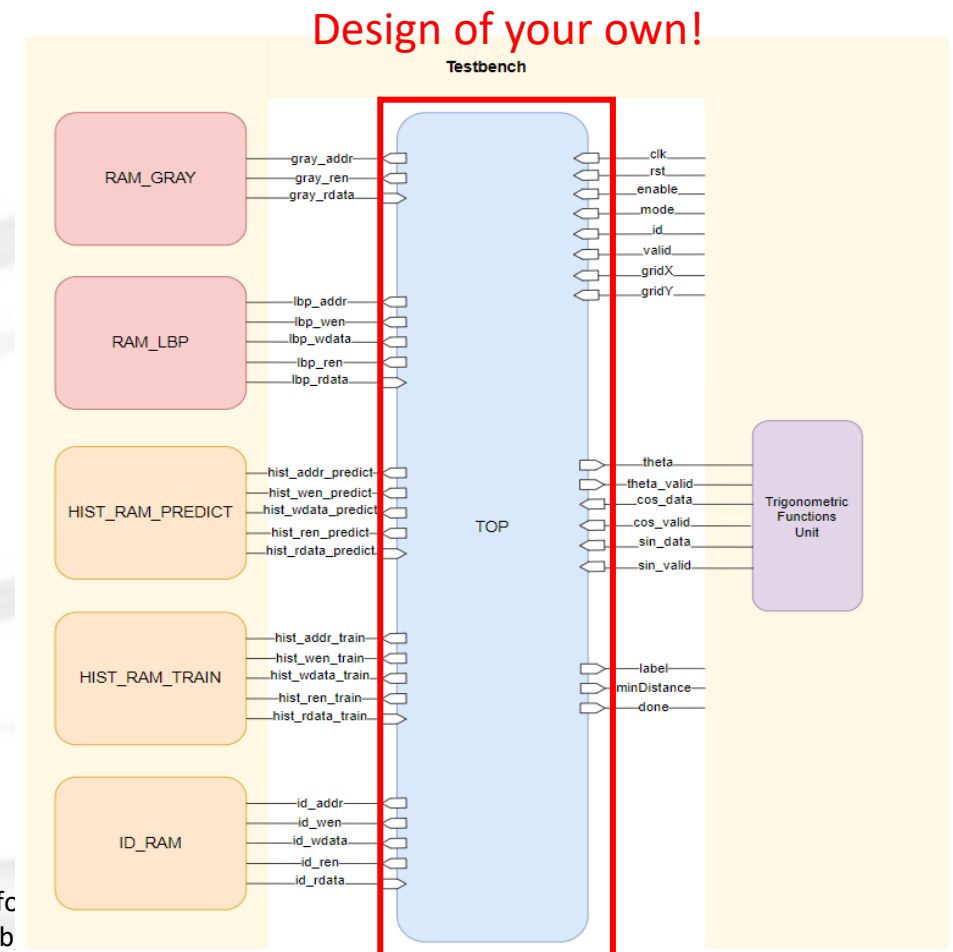 Design of your own!
Testbench
RAM_GRAY
gray_addr
gray_ren
gray_rdata
RAM_LBP
lbp_addr
lbp_wen
lbp_wdata
lbp_ren
lbp_rdata
HIST_RAM_PREDICT
hist_addr_predict
hist_wen_predict
hist_wdata_predict
hist_ren_predict
hist_rdata_predict
HIST_RAM_TRAIN
hist_addr_train
hist_wen_train
hist_wdata_train
hist_ren_train
hist_rdata_train
ID_RAM
id_addr
id_wen
id_wdata
id_ren
id_rdata
TOP
clk
rst
enable
mode
id
valid
gridX
gridY
theta
theta_valid
cos_data
cos_valid
sin_data
sin_valid
Trigonometric
Functions
Unit
label
minDistance
done